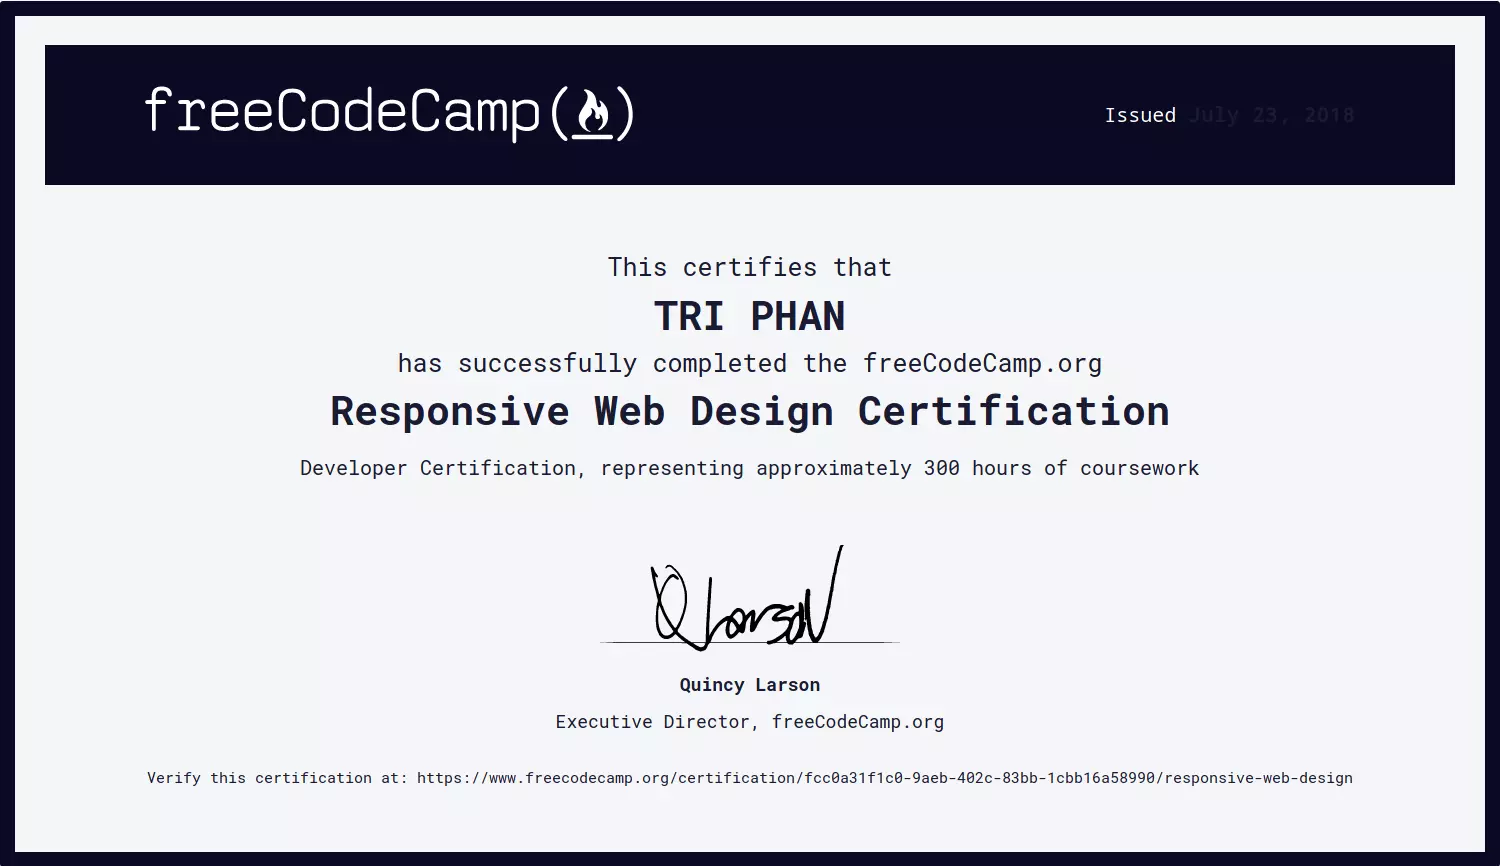 freeCodeCamp(🔥)
Issued July 23, 2018
This certifies that
TRI PHAN
has successfully completed the freeCodeCamp.org
Responsive Web Design Certification
Developer Certification, representing approximately 300 hours of coursework
Q Larson
Quincy Larson
Executive Director, freeCodeCamp.org
Verify this certification at: https://www.freecodecamp.org/certification/fcc0a31f1c0-9aeb-402c-83bb-1cbb16a58990/responsive-web-design